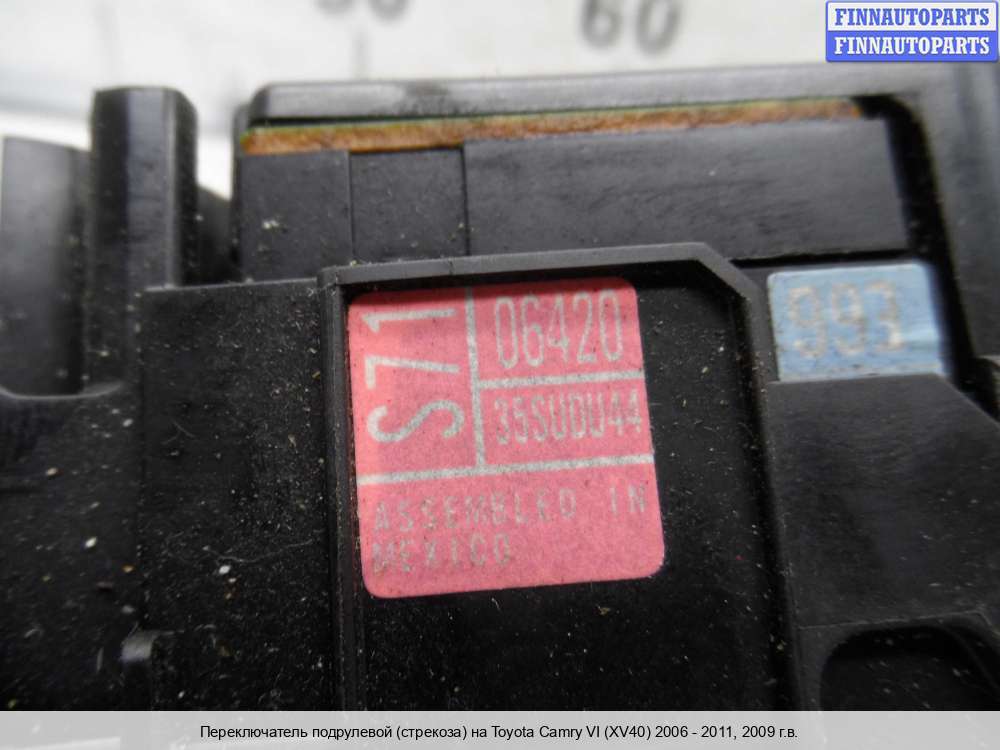 60
FINNAUTOPARTS
FINNAUTOPARTS
S71
06420
35SUDU44
993
ASSEMBLED IN
MEXICO
Переключатель подрулевой (стрекоза) на Toyota Camry VI (XV40) 2006 - 2011, 2009 г.в.